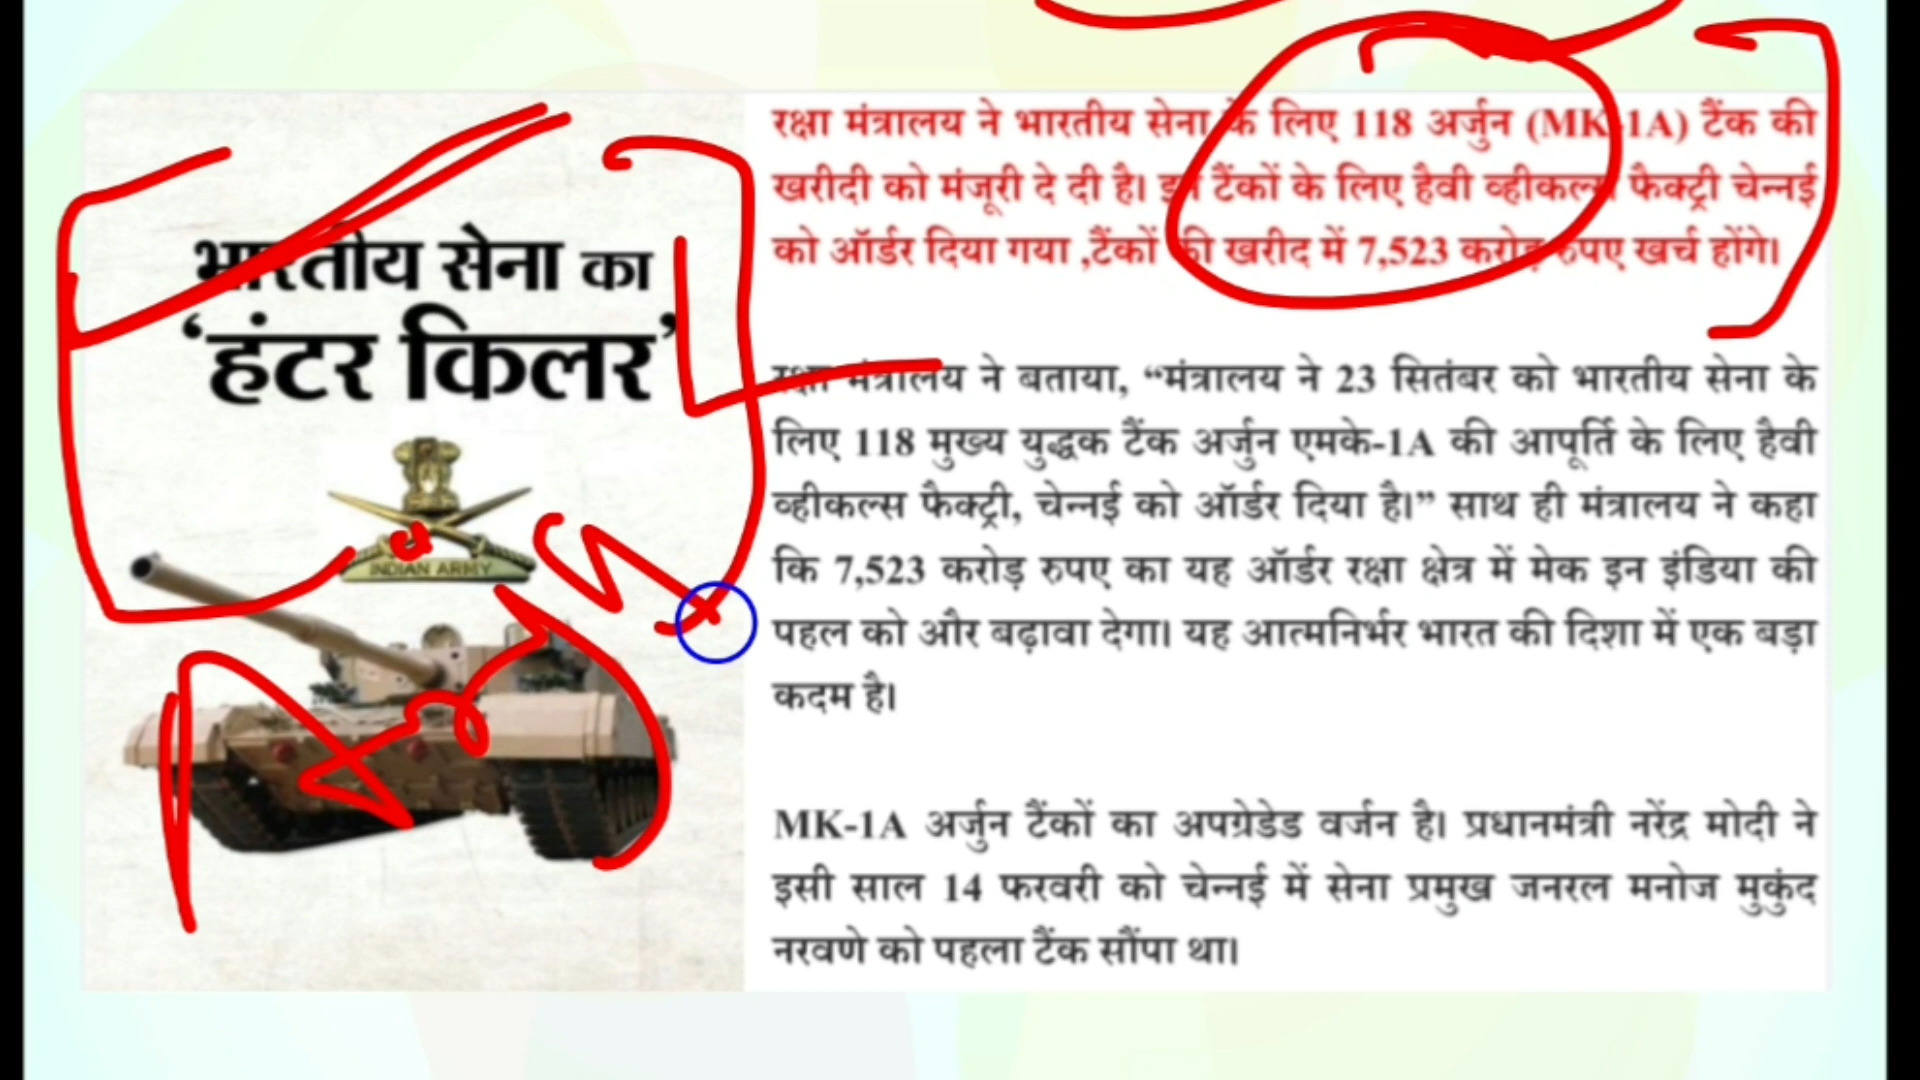 भारतीय सेना का
‘हंटर किलर’
INDIAN ARMY
रक्षा मंत्रालय ने भारतीय सेना के लिए 118 अर्जुन (MK-1A) टैंक की
खरीदी को मंजूरी दे दी है। इन टैंकों के लिए हैवी व्हीकल्स फैक्ट्री चेन्नई
को ऑर्डर दिया गया ,टैंकों की खरीद में 7,523 करोड़ रुपए खर्च होंगे।
रक्षा मंत्रालय ने बताया, “मंत्रालय ने 23 सितंबर को भारतीय सेना के
लिए 118 मुख्य युद्धक टैंक अर्जुन एमके-1A की आपूर्ति के लिए हैवी
व्हीकल्स फैक्ट्री, चेन्नई को ऑर्डर दिया है।” साथ ही मंत्रालय ने कहा
कि 7,523 करोड़ रुपए का यह ऑर्डर रक्षा क्षेत्र में मेक इन इंडिया की
पहल को और बढ़ावा देगा। यह आत्मनिर्भर भारत की दिशा में एक बड़ा
कदम है।
MK-1A अर्जुन टैंकों का अपग्रेडेड वर्जन है। प्रधानमंत्री नरेंद्र मोदी ने
इसी साल 14 फरवरी को चेन्नई में सेना प्रमुख जनरल मनोज मुकुंद
नरवणे को पहला टैंक सौंपा था।